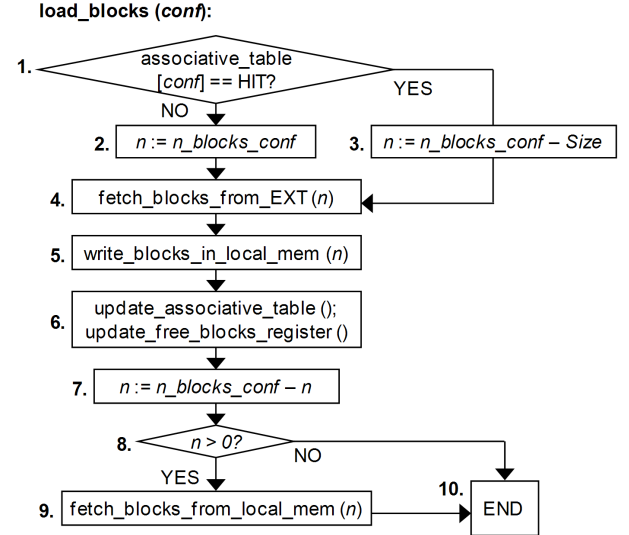 load_blocks (conf):
1.
associative_table
[conf] == HIT?
YES
NO
2.
n := n_blocks_conf
3.
n := n_blocks_conf – Size
4.
fetch_blocks_from_EXT (n)
5.
write_blocks_in_local_mem (n)
6.
update_associative_table ();
update_free_blocks_register ()
7.
n := n_blocks_conf – n
8.
n > 0?
NO
YES
9.
fetch_blocks_from_local_mem (n)
10.
END